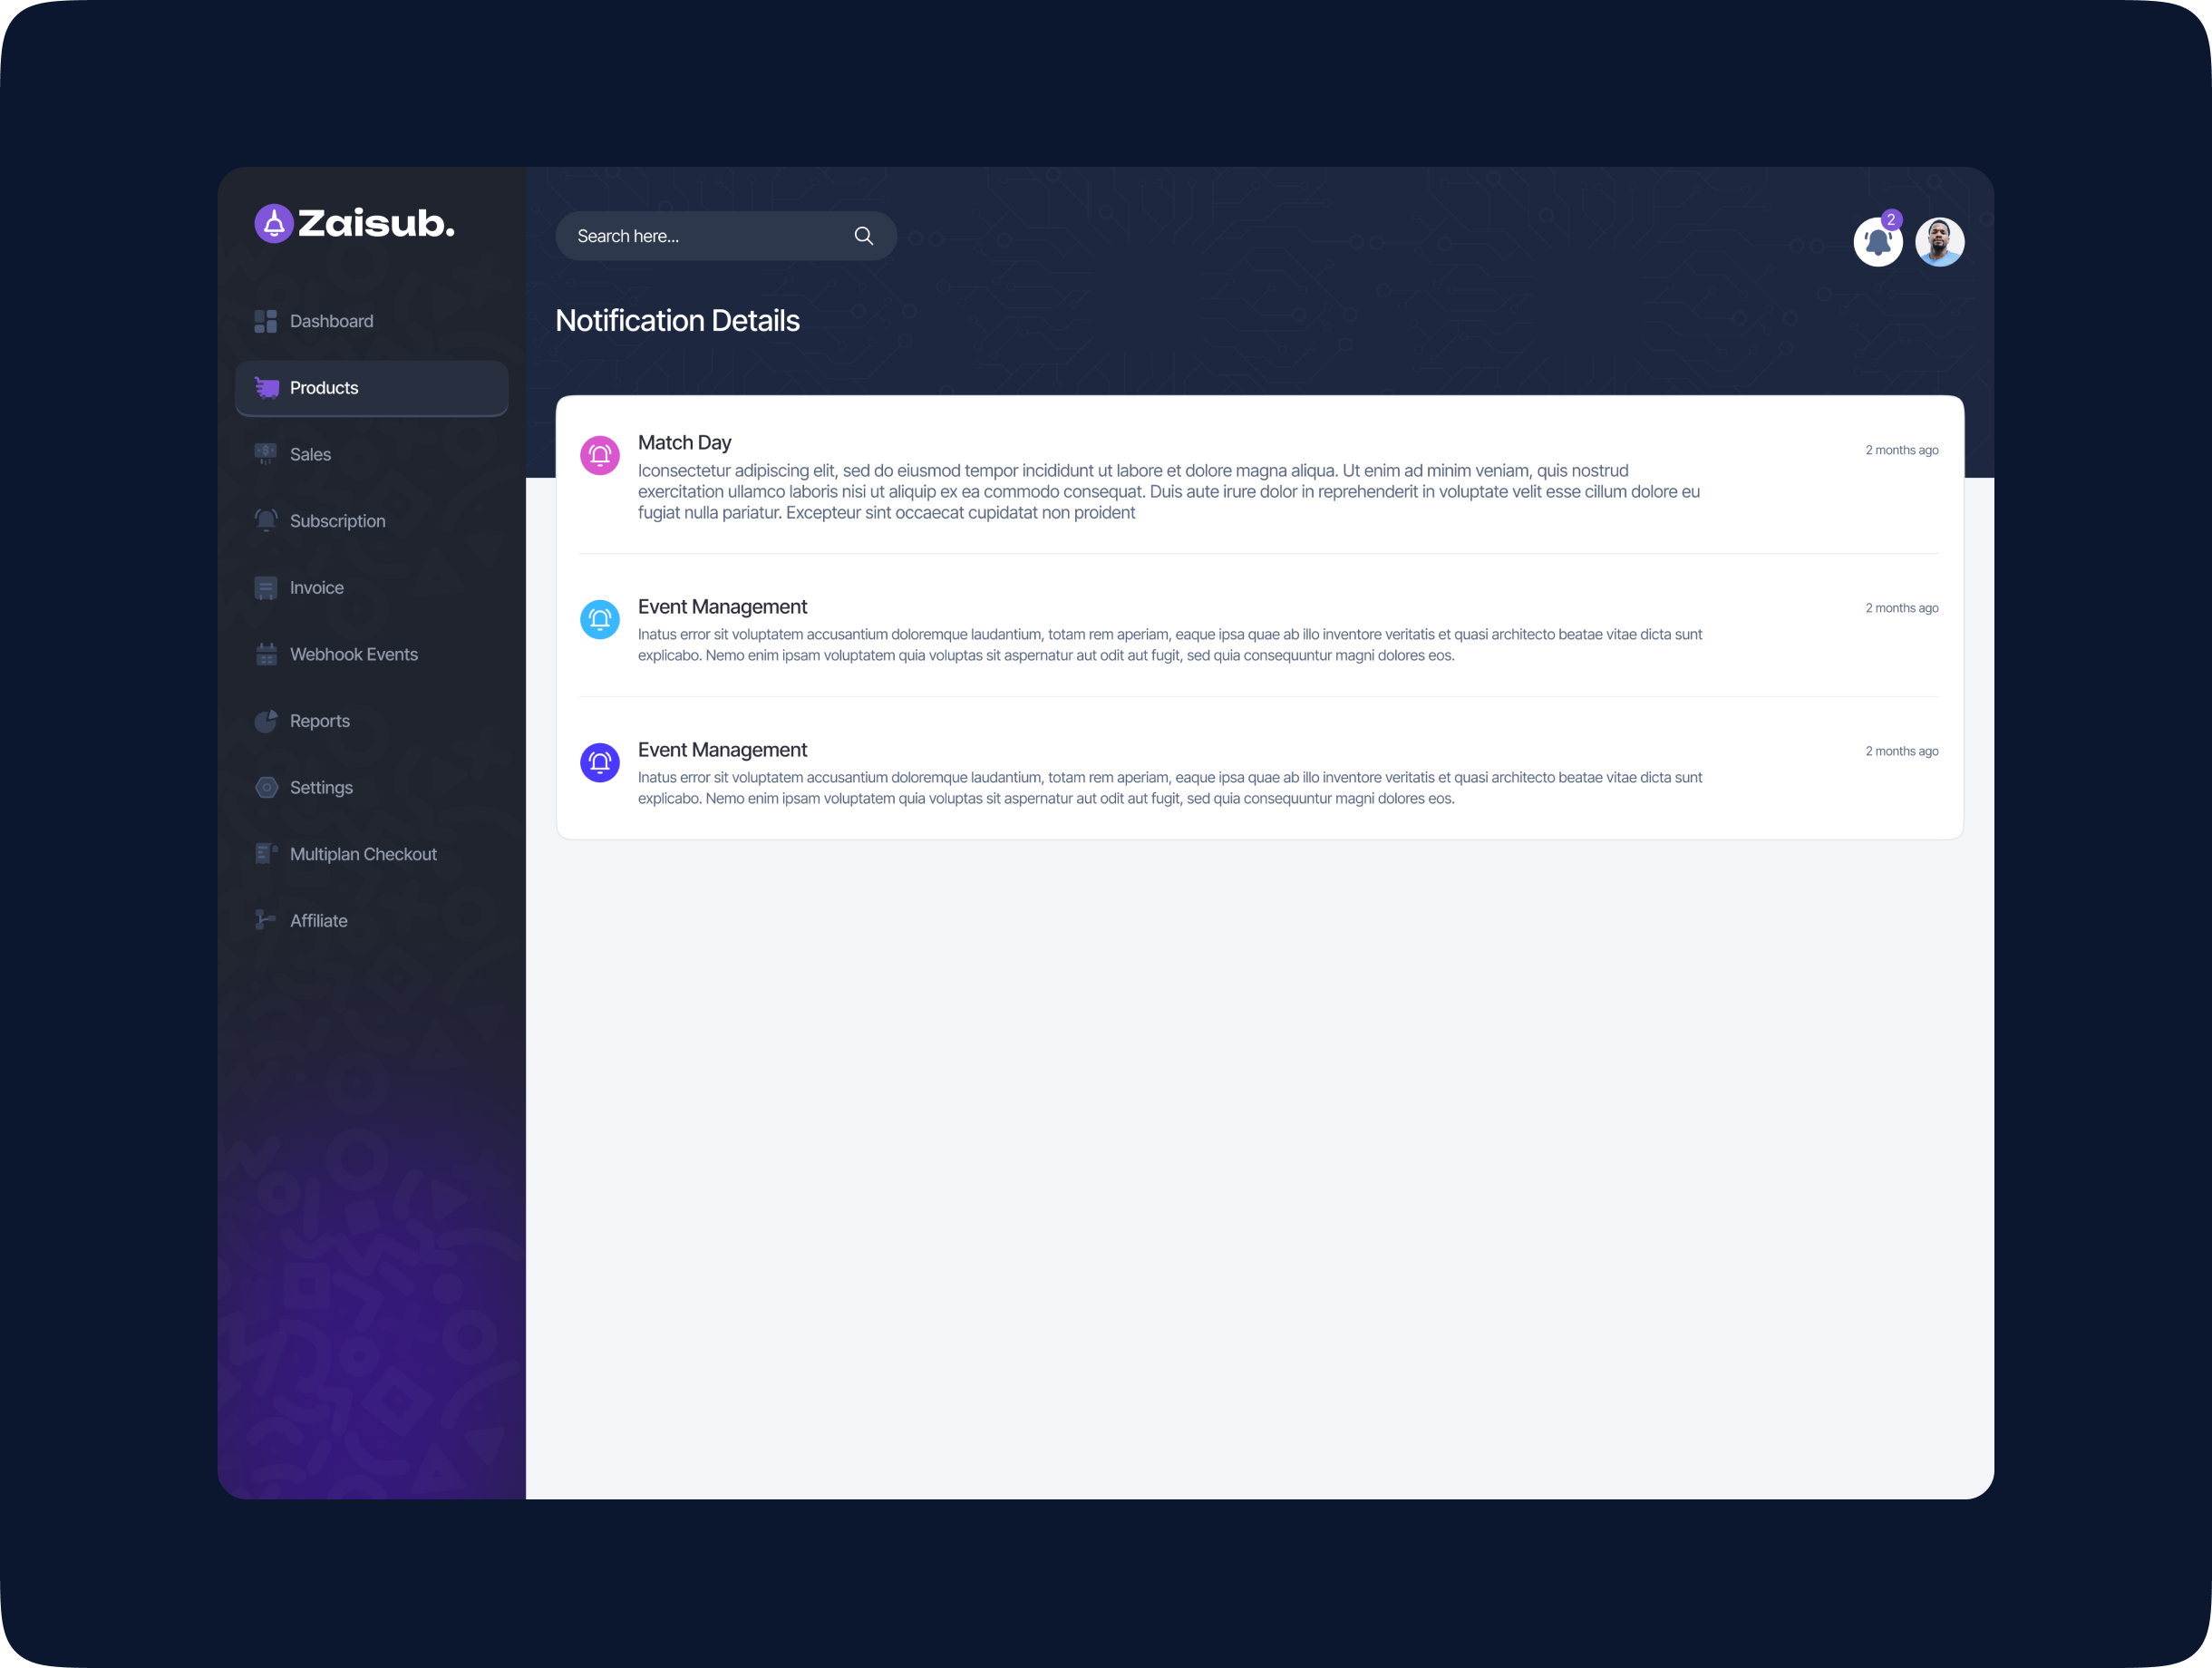 Zaisub.
Dashboard
Products
Sales
Subscription
Invoice
Webhook Events
Reports
Settings
Multiplan Checkout
Affiliate
Search here...
2
Notification Details
Match Day
2 months ago
Iconsectetur adipiscing elit, sed do eiusmod tempor incididunt ut labore et dolore magna aliqua. Ut enim ad minim veniam, quis nostrud
exercitation ullamco laboris nisi ut aliquip ex ea commodo consequat. Duis aute irure dolor in reprehenderit in voluptate velit esse cillum dolore eu
fugiat nulla pariatur. Excepteur sint occaecat cupidatat non proident
Event Management
2 months ago
Inatus error sit voluptatem accusantium doloremque laudantium, totam rem aperiam, eaque ipsa quae ab illo inventore veritatis et quasi architecto beatae vitae dicta sunt
explicabo. Nemo enim ipsam voluptatem quia voluptas sit aspernatur aut odit aut fugit, sed quia consequuntur magni dolores eos.
Event Management
2 months ago
Inatus error sit voluptatem accusantium doloremque laudantium, totam rem aperiam, eaque ipsa quae ab illo inventore veritatis et quasi architecto beatae vitae dicta sunt
explicabo. Nemo enim ipsam voluptatem quia voluptas sit aspernatur aut odit aut fugit, sed quia consequuntur magni dolores eos.